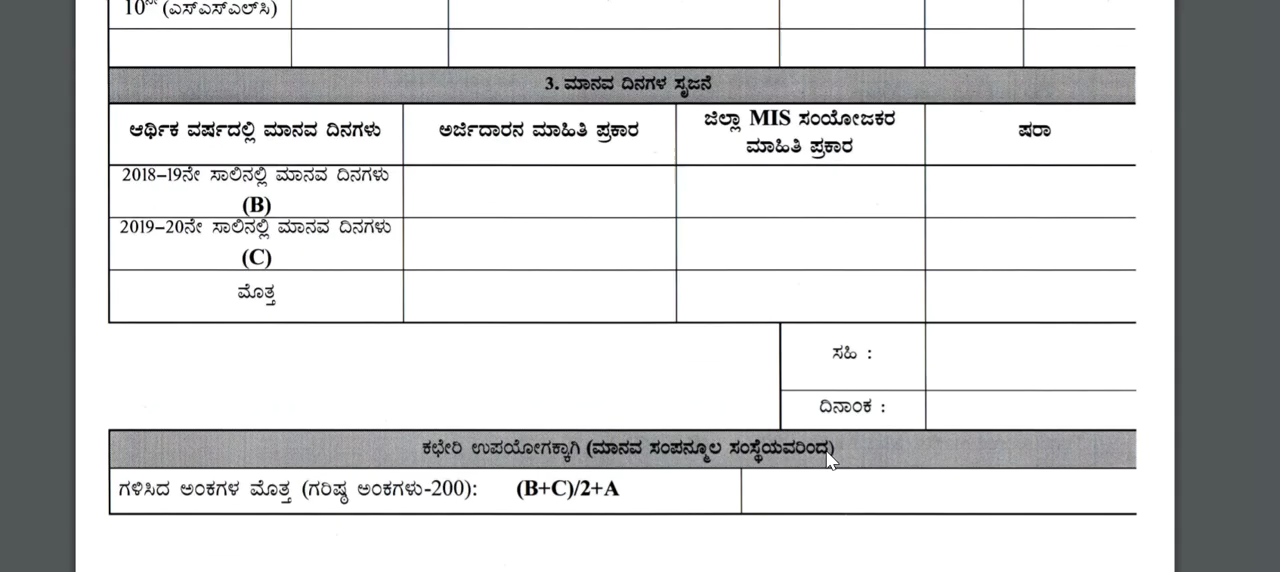 10ನೇ (ಎಸ್ಎಸ್ಎಲ್‌ಸಿ)
3. ಮಾನವ ದಿನಗಳ ಸೃಜನೆ
ಆರ್ಥಿಕ ವರ್ಷದಲ್ಲಿ ಮಾನವ ದಿನಗಳು
ಅರ್ಜಿದಾರನ ಮಾಹಿತಿ ಪ್ರಕಾರ
ಜಿಲ್ಲಾ MIS ಸಂಯೋಜಕರ
ಮಾಹಿತಿ ಪ್ರಕಾರ
ಷರಾ
2018-19ನೇ ಸಾಲಿನಲ್ಲಿ ಮಾನವ ದಿನಗಳು
(B)
2019-20ನೇ ಸಾಲಿನಲ್ಲಿ ಮಾನವ ದಿನಗಳು
(C)
ಮೊತ್ತ
ಸಹಿ :
ದಿನಾಂಕ :
ಕಛೇರಿ ಉಪಯೋಗಕ್ಕಾಗಿ (ಮಾನವ ಸಂಪನ್ಮೂಲ ಸಂಸ್ಥೆಯವರಿಂದ)
ಗಳಿಸಿದ ಅಂಕಗಳ ಮೊತ್ತ (ಗರಿಷ್ಠ ಅಂಕಗಳು-200): (B+C)/2+A